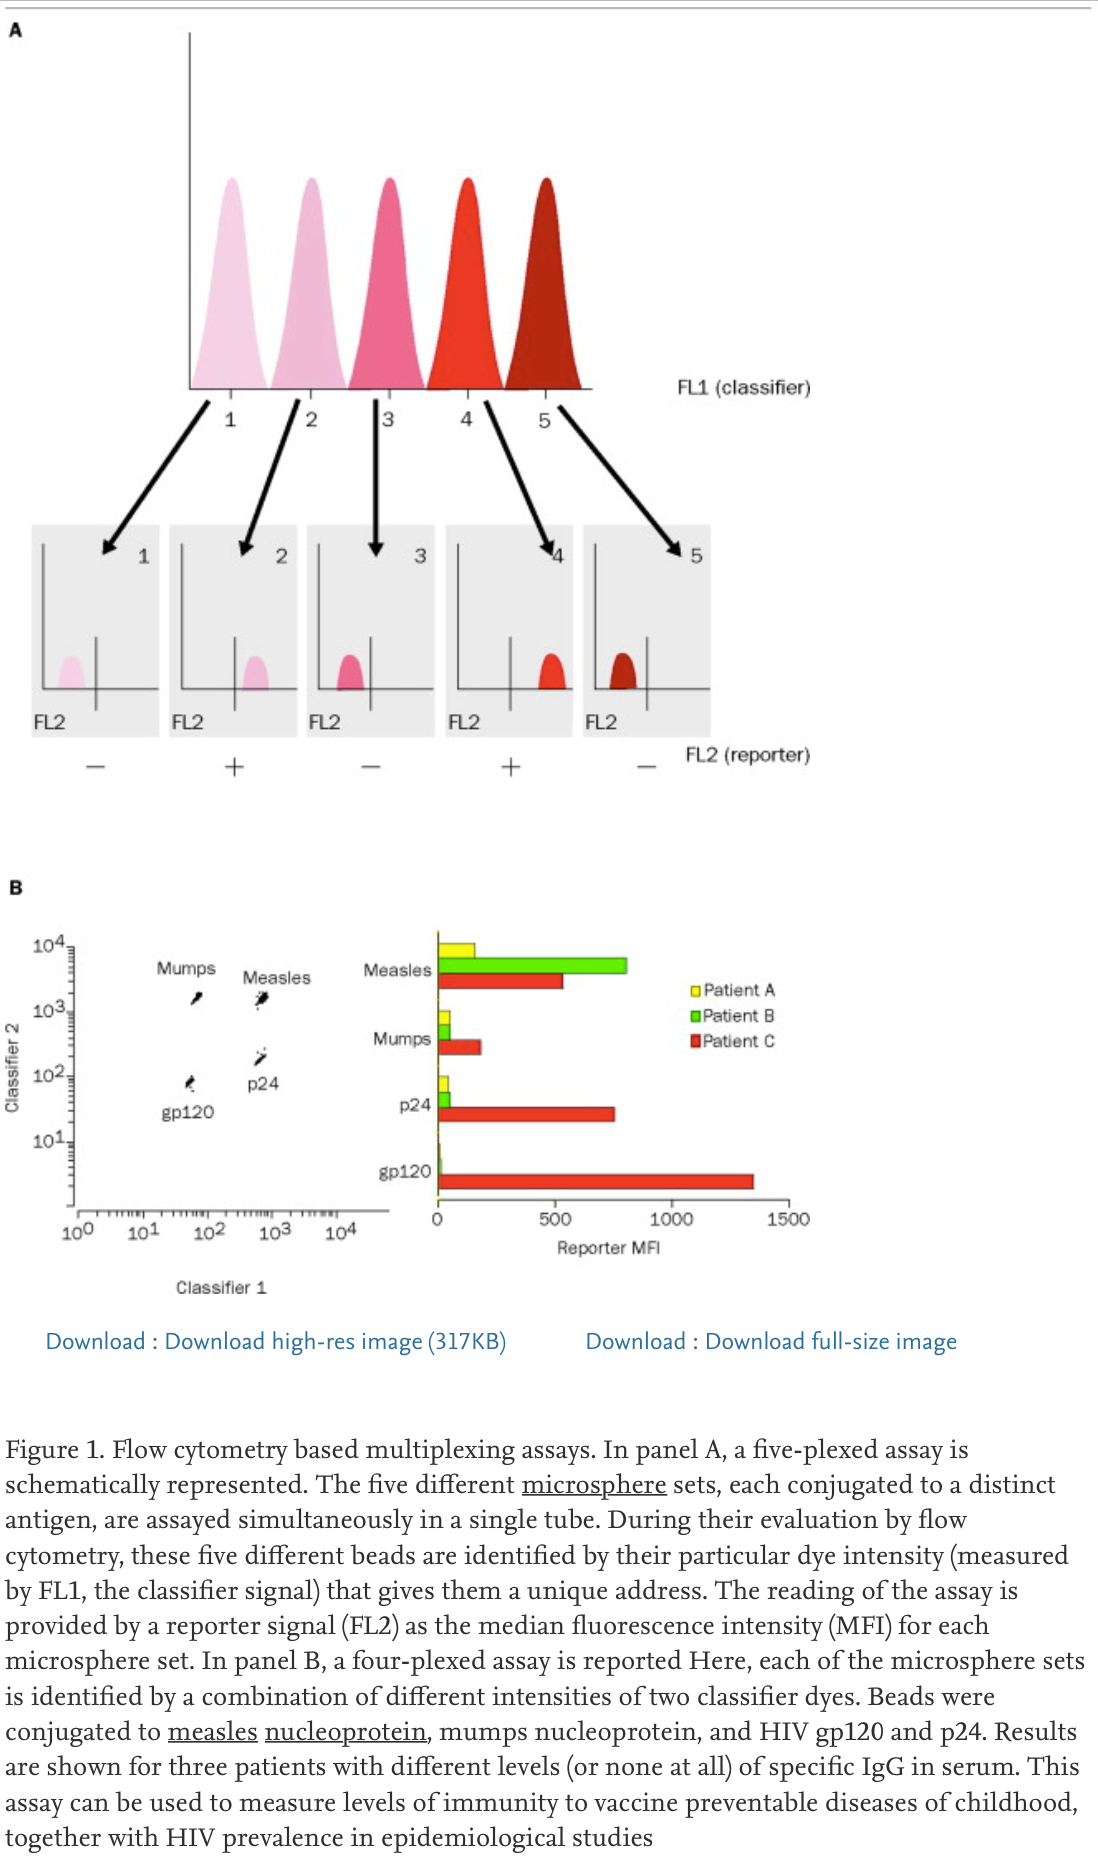 A
FL1 (classifier)
1 2 3 4 5
1 2 3 4 5
FL2 FL2 FL2 FL2 FL2
FL2 (reporter)
− + − + −
B
10⁴
10³
10²
10¹
Classifier 2
Mumps
Measles
p24
gp120
10⁰ 10¹ 10² 10³ 10⁴
Classifier 1
Measles
Mumps
p24
gp120
Patient A
Patient B
Patient C
0 500 1000 1500
Reporter MFI
Download : Download high-res image (317KB)
Download : Download full-size image
Figure 1. Flow cytometry based multiplexing assays. In panel A, a five-plexed assay is
schematically represented. The five different microsphere sets, each conjugated to a distinct
antigen, are assayed simultaneously in a single tube. During their evaluation by flow
cytometry, these five different beads are identified by their particular dye intensity (measured
by FL1, the classifier signal) that gives them a unique address. The reading of the assay is
provided by a reporter signal (FL2) as the median fluorescence intensity (MFI) for each
microsphere set. In panel B, a four-plexed assay is reported Here, each of the microsphere sets
is identified by a combination of different intensities of two classifier dyes. Beads were
conjugated to measles nucleoprotein, mumps nucleoprotein, and HIV gp120 and p24. Results
are shown for three patients with different levels (or none at all) of specific IgG in serum. This
assay can be used to measure levels of immunity to vaccine preventable diseases of childhood,
together with HIV prevalence in epidemiological studies